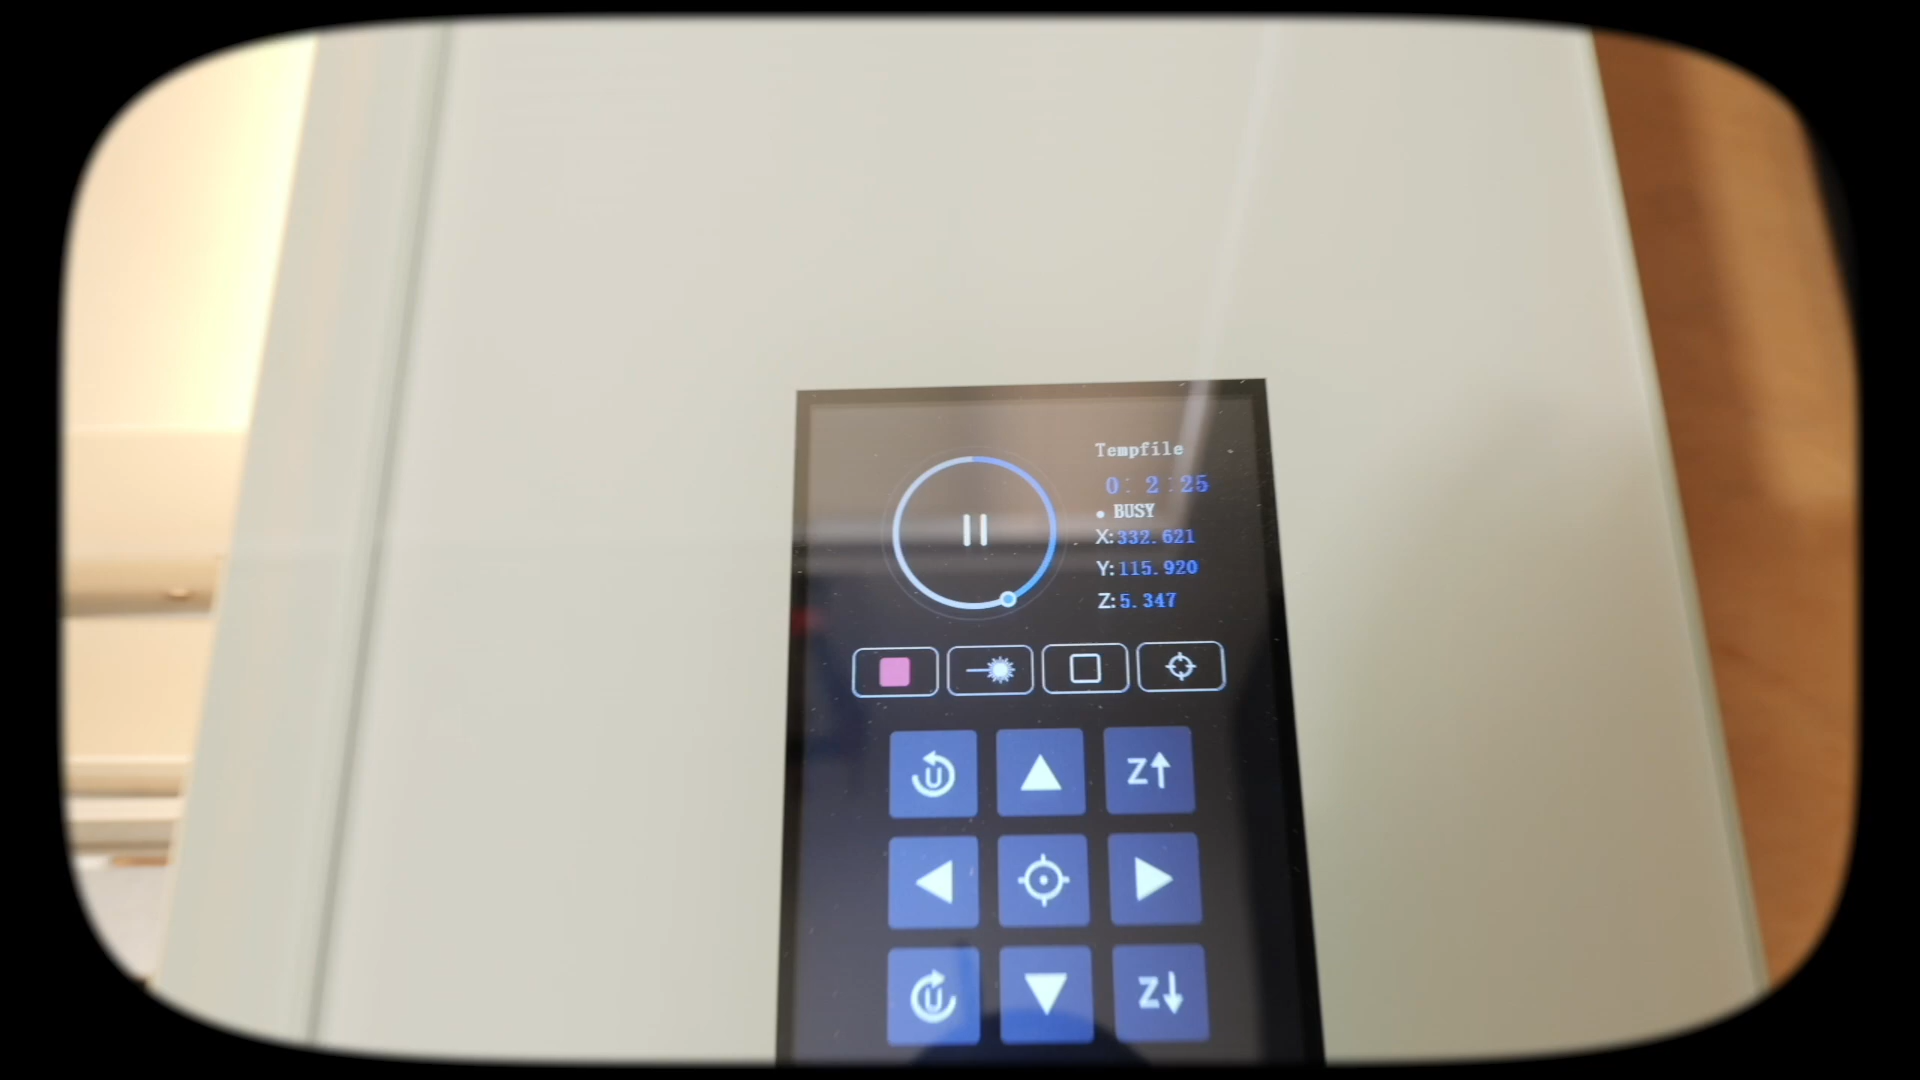 Tempfile
0: 2:25
• BUSY
X:332.621
Y:115.920
Z:5.347
U
Z↑
U
Z↓